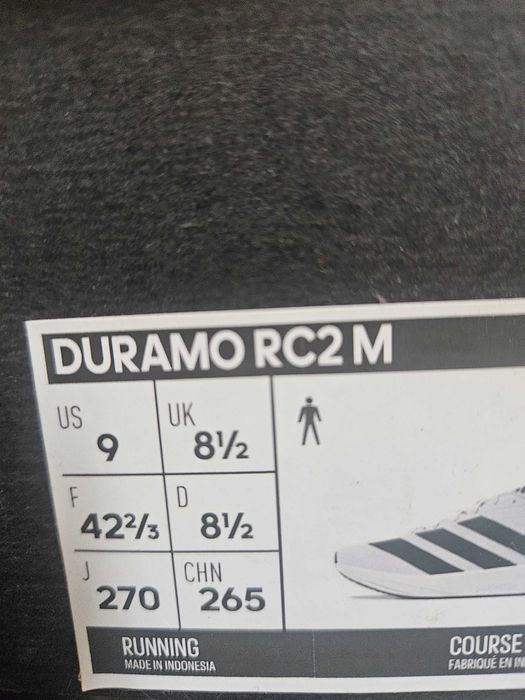 DURAMO RC2 M
US 9 UK 8½
F 42⅔ D 8½
J 270 CHN 265
RUNNING COURSE
MADE IN INDONESIA FABRIQUÉ EN